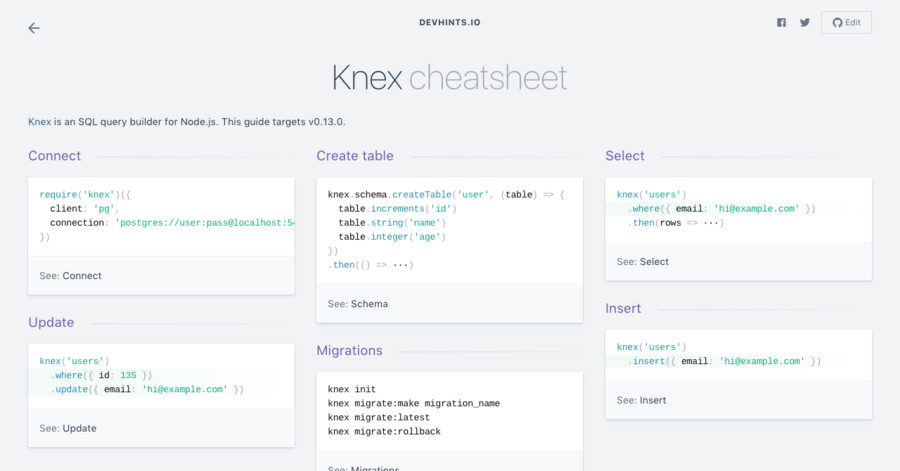 DEVHINTS.IO
Edit
Knex cheatsheet
Knex is an SQL query builder for Node.js. This guide targets v0.13.0.
Connect
require('knex')({
client: 'pg',
connection: 'postgres://user:pass@localhost:54
})
See: Connect
Update
knex('users')
.where({ id: 135 })
.update({ email: 'hi@example.com' })
See: Update
Create table
knex.schema.createTable('user', (table) => {
table.increments('id')
table.string('name')
table.integer('age')
})
.then(() => ···)
See: Schema
Migrations
knex init
knex migrate:make migration_name
knex migrate:latest
knex migrate:rollback
See: Migrations
Select
knex('users')
.where({ email: 'hi@example.com' })
.then(rows => ···)
See: Select
Insert
knex('users')
.insert({ email: 'hi@example.com' })
See: Insert